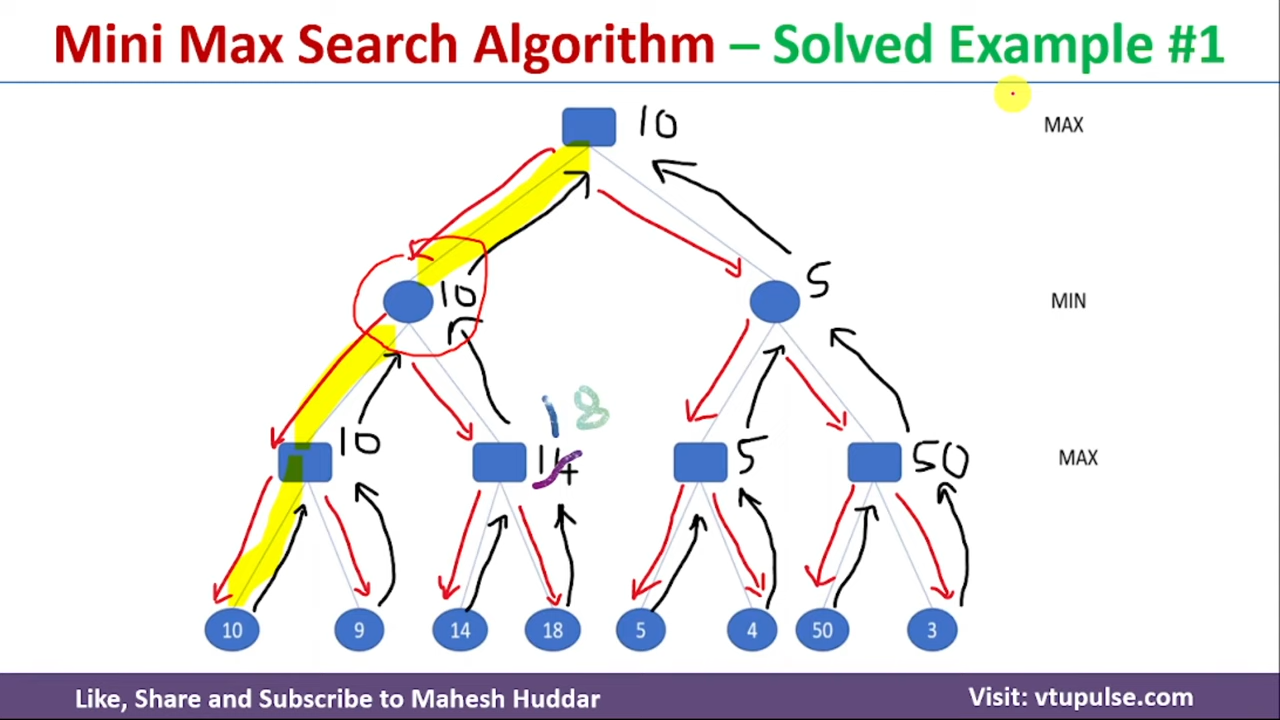 Mini Max Search Algorithm – Solved Example #1
10
MAX
10
5
MIN
18
10
14
5
50
MAX
10
9
14
18
5
4
50
3
Like, Share and Subscribe to Mahesh Huddar
Visit: vtupulse.com